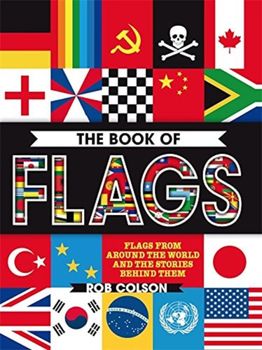 THE BOOK OF
FLAGS
FLAGS FROM
AROUND THE WORLD
AND THE STORIES
BEHIND THEM
ROB COLSON